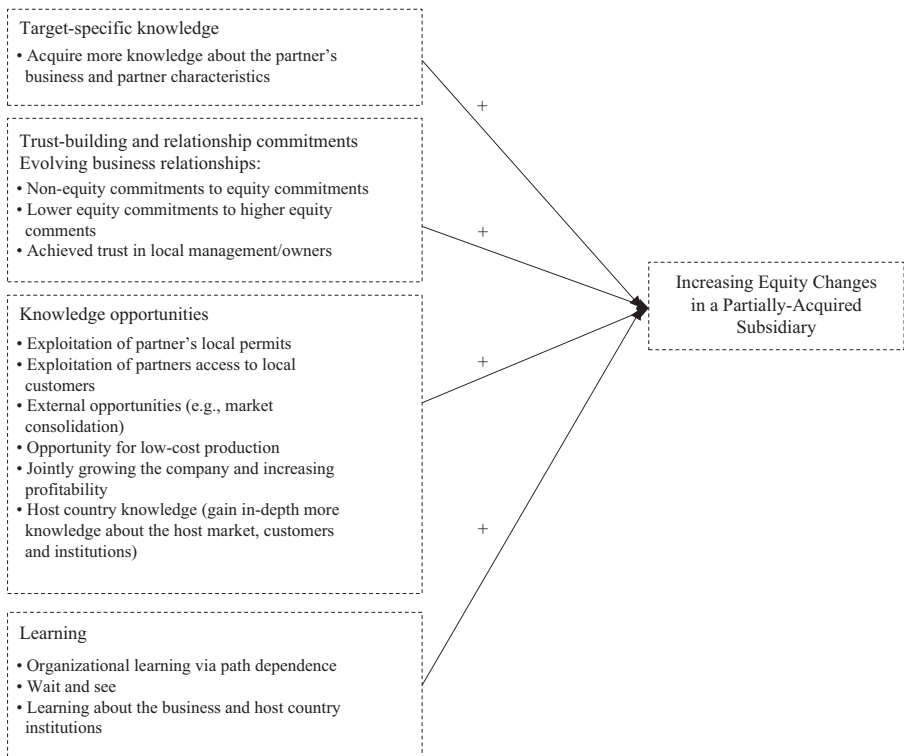 Target-specific knowledge
• Acquire more knowledge about the partner’s
business and partner characteristics
+
Trust-building and relationship commitments
Evolving business relationships:
• Non-equity commitments to equity commitments
• Lower equity commitments to higher equity
comments
• Achieved trust in local management/owners
+
Knowledge opportunities
• Exploitation of partner’s local permits
• Exploitation of partners access to local
customers
• External opportunities (e.g., market
consolidation)
• Opportunity for low-cost production
• Jointly growing the company and increasing
profitability
• Host country knowledge (gain in-depth more
knowledge about the host market, customers
and institutions)
+
Learning
• Organizational learning via path dependence
• Wait and see
• Learning about the business and host country
institutions
+
Increasing Equity Changes
in a Partially-Acquired
Subsidiary